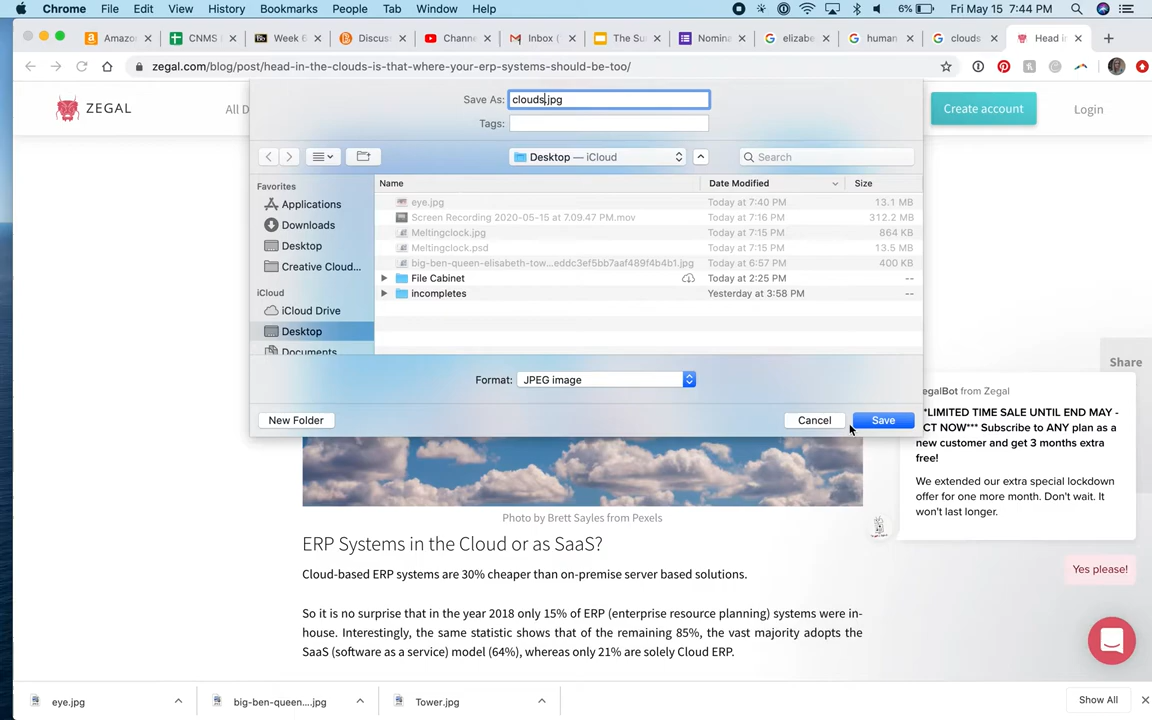 Chrome File Edit View History Bookmarks People Tab Window Help 6% Fri May 15 7:44 PM
Amazo CNMS Week 6 Discus Channe Inbox ( The Su Nomina elizabe human clouds Head in
zegal.com/blog/post/head-in-the-clouds-is-that-where-your-erp-systems-should-be-too/
ZEGAL All D Create account Login
Save As: clouds.jpg
Tags:
Desktop — iCloud Search
Favorites
Applications
Downloads
Desktop
Creative Cloud...
iCloud
iCloud Drive
Desktop
Documents
Name Date Modified Size
eye.jpg Today at 7:40 PM 13.1 MB
Screen Recording 2020-05-15 at 7.09.47 PM.mov Today at 7:16 PM 312.2 MB
Meltingclock.jpg Today at 7:15 PM 864 KB
Meltingclock.psd Today at 7:15 PM 13.5 MB
big-ben-queen-elisabeth-tow...eddc3ef5bb7aaf489f4b4b1.jpg Today at 6:57 PM 400 KB
File Cabinet Today at 2:25 PM --
incompletes Yesterday at 3:58 PM --
Format: JPEG image
New Folder Cancel Save
Share
egalBot from Zegal
*LIMITED TIME SALE UNTIL END MAY -
CT NOW*** Subscribe to ANY plan as a
new customer and get 3 months extra
free!
We extended our extra special lockdown
offer for one more month. Don't wait. It
won't last longer.
Yes please!
Photo by Brett Sayles from Pexels
ERP Systems in the Cloud or as SaaS?
Cloud-based ERP systems are 30% cheaper than on-premise server based solutions.
So it is no surprise that in the year 2018 only 15% of ERP (enterprise resource planning) systems were in-
house. Interestingly, the same statistic shows that of the remaining 85%, the vast majority adopts the
SaaS (software as a service) model (64%), whereas only 21% are solely Cloud ERP.
eye.jpg big-ben-queen....jpg Tower.jpg Show All